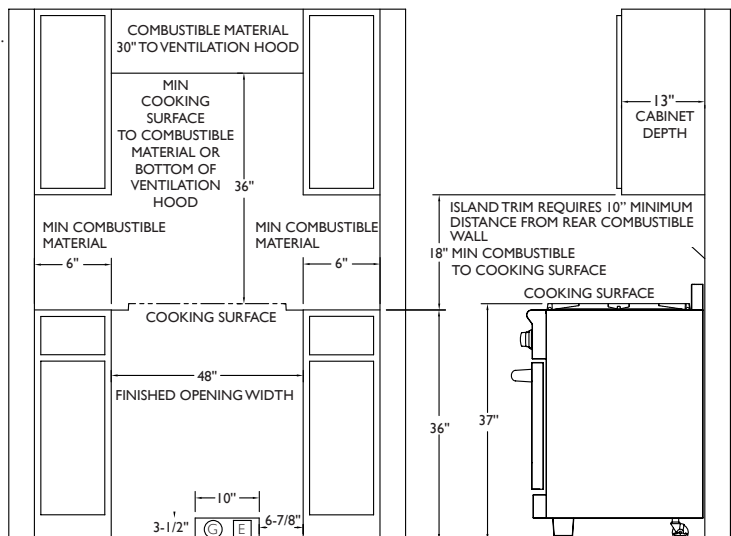 COMBUSTIBLE MATERIAL
30" TO VENTILATION HOOD
MIN
COOKING
SURFACE
TO COMBUSTIBLE
MATERIAL OR
BOTTOM OF
VENTILATION
HOOD
36"
MIN COMBUSTIBLE
MATERIAL
6"
MIN COMBUSTIBLE
MATERIAL
6"
COOKING SURFACE
48"
FINISHED OPENING WIDTH
10"
3-1/2"
G
E
6-7/8"
13"
CABINET
DEPTH
ISLAND TRIM REQUIRES 10" MINIMUM
DISTANCE FROM REAR COMBUSTIBLE
WALL
18" MIN COMBUSTIBLE
TO COOKING SURFACE
COOKING SURFACE
36"
37"